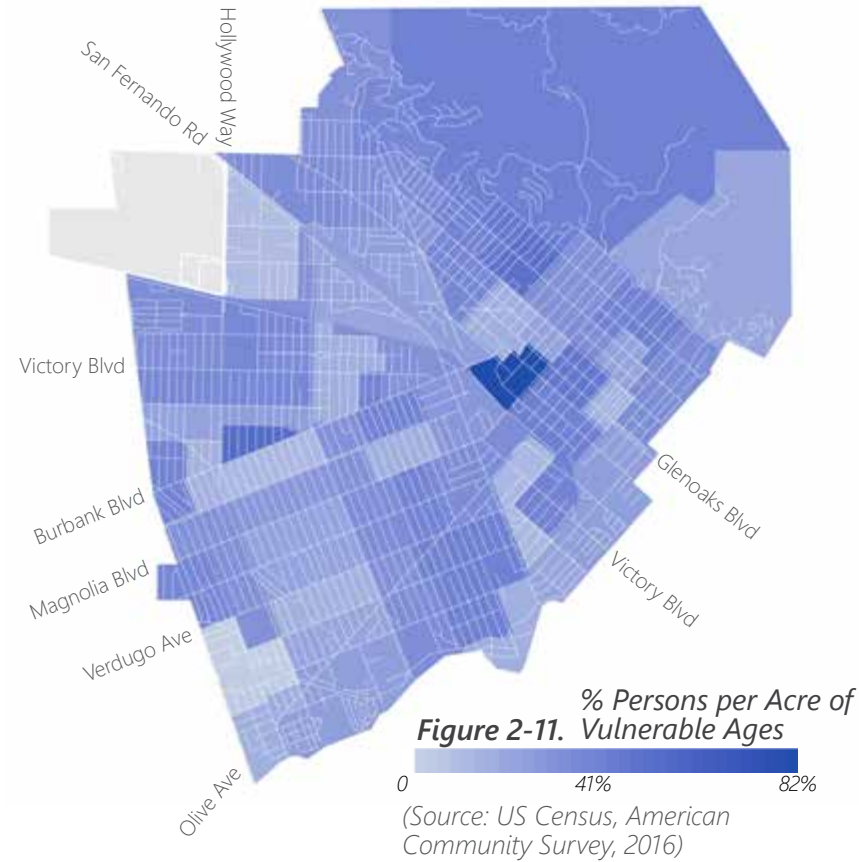 Hollywood Way
San Fernando Rd
Victory Blvd
Burbank Blvd
Magnolia Blvd
Verdugo Ave
Olive Ave
Glenoaks Blvd
Victory Blvd
% Persons per Acre of
Figure 2-11. Vulnerable Ages
0 41% 82%
(Source: US Census, American
Community Survey, 2016)